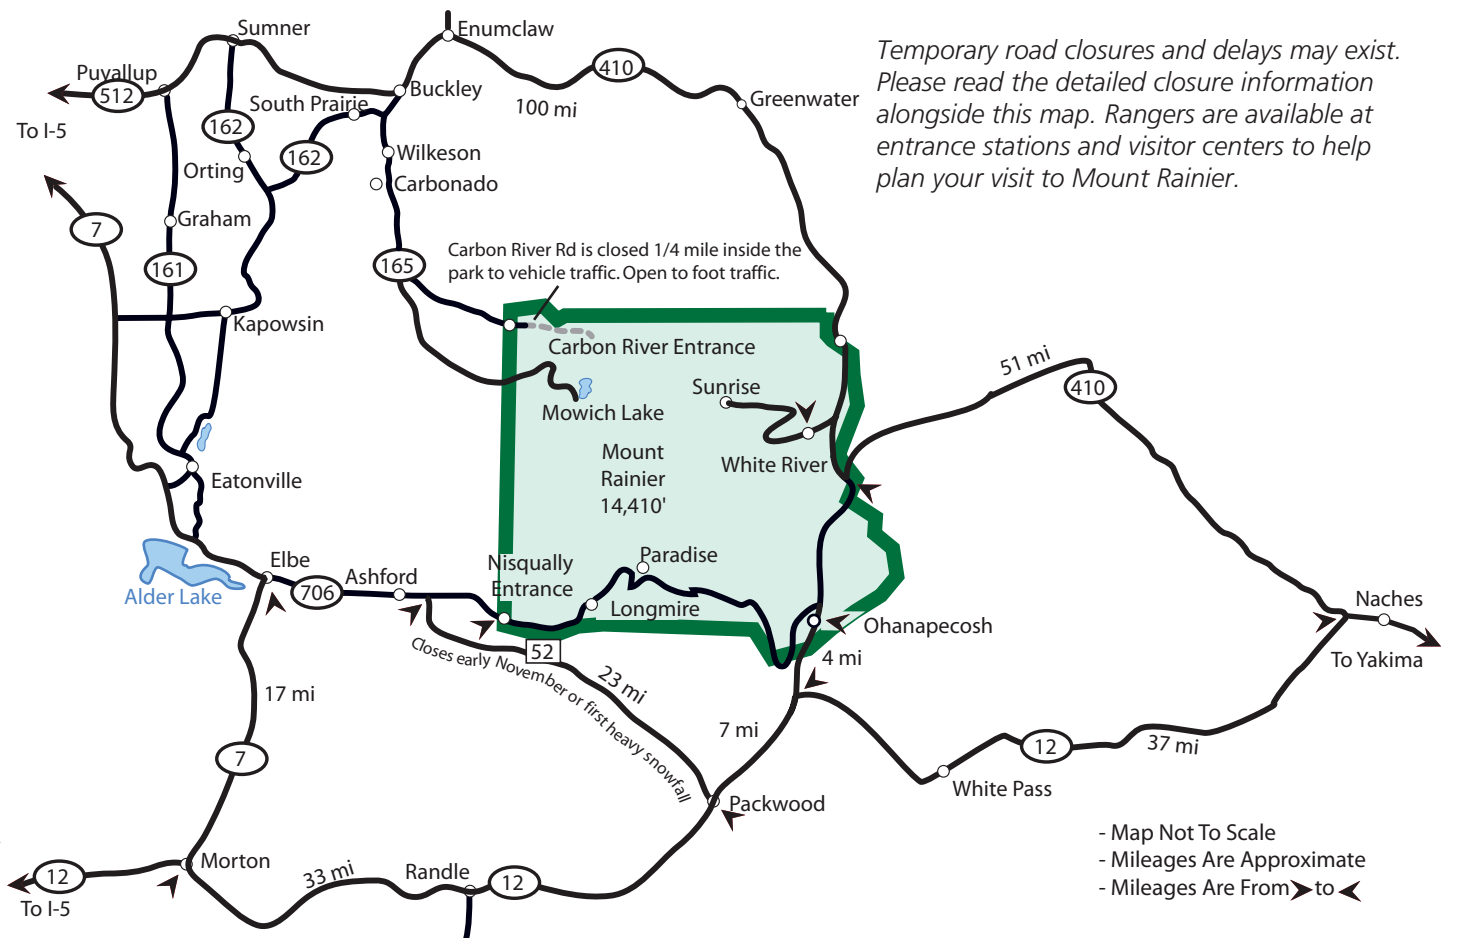 Sumner
Enumclaw
Temporary road closures and delays may exist.
Please read the detailed closure information
alongside this map. Rangers are available at
entrance stations and visitor centers to help
plan your visit to Mount Rainier.
Puyallup
512
To I-5
410
100 mi
Buckley
Greenwater
South Prairie
162
162
Orting
Wilkeson
Carbonado
7
Graham
161
165
Carbon River Rd is closed 1/4 mile inside the
park to vehicle traffic. Open to foot traffic.
Kapowsin
Carbon River Entrance
Mowich Lake
Sunrise
White River
51 mi
410
Mount
Rainier
14,410'
Eatonville
Alder Lake
Elbe
706
Ashford
Nisqually
Entrance
Paradise
Longmire
Ohanapecosh
4 mi
Naches
To Yakima
52
Closes early November or first heavy snowfall
23 mi
17 mi
7 mi
7
12
37 mi
White Pass
Packwood
Morton
12
To I-5
33 mi
Randle
12
- Map Not To Scale
- Mileages Are Approximate
- Mileages Are From to